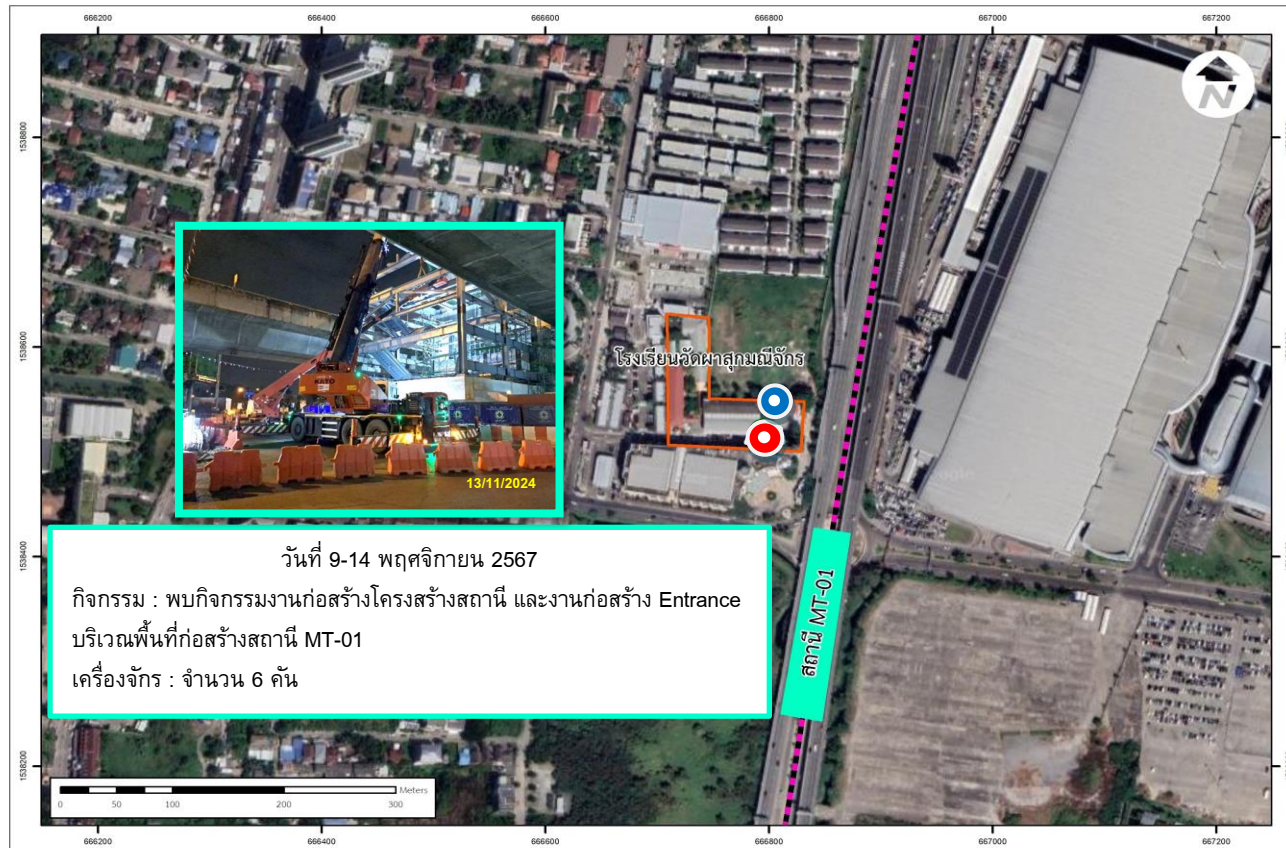 666200 666400 666600 666800 667000 667200
1538800
1538600
1538400
1538200
N
โรงเรียนวัดผาสุกมณีจักร
KATO
13/11/2024
วันที่ 9-14 พฤศจิกายน 2567
กิจกรรม : พบกิจกรรมงานก่อสร้างโครงสร้างสถานี และงานก่อสร้าง Entrance
บริเวณพื้นที่ก่อสร้างสถานี MT-01
เครื่องจักร : จำนวน 6 คัน
สถานี MT-01
Meters
0 50 100 200 300
666200 666400 666600 666800 667000 667200